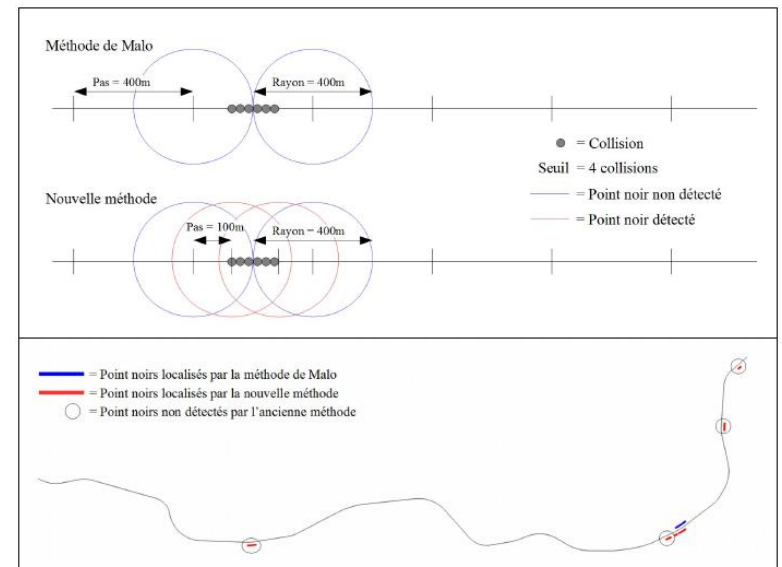 Méthode de Malo
Pas = 400m
Rayon = 400m
= Collision
Seuil = 4 collisions
= Point noir non détecté
= Point noir détecté
Nouvelle méthode
Pas = 100m
Rayon = 400m
= Point noirs localisés par la méthode de Malo
= Point noirs localisés par la nouvelle méthode
= Point noirs non détectés par l'ancienne méthode